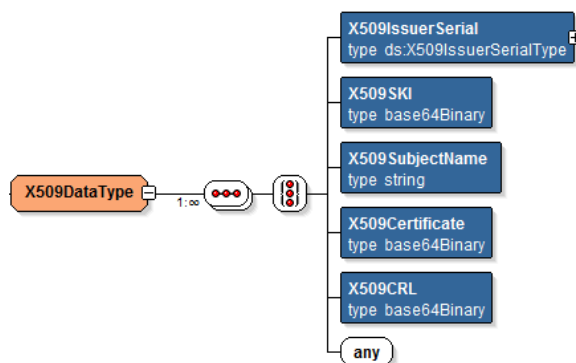 X509IssuerSerial
type ds:X509IssuerSerialType
X509SKI
type base64Binary
X509DataType
1:∞
X509SubjectName
type string
X509Certificate
type base64Binary
X509CRL
type base64Binary
any